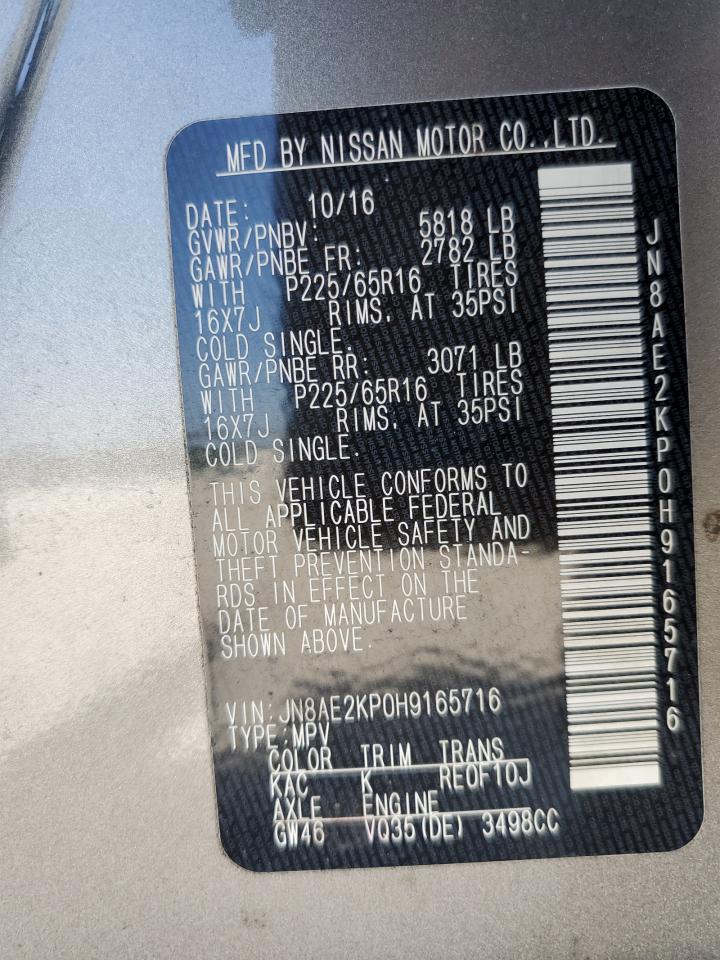 MFD BY NISSAN MOTOR CO.,LTD.
DATE: 10/16
GVWR/PNBV: 5818 LB
GAWR/PNBE FR: 2782 LB
WITH P225/65R16 TIRES
16X7J RIMS, AT 35PSI
COLD SINGLE.
GAWR/PNBE RR: 3071 LB
WITH P225/65R16 TIRES
16X7J RIMS, AT 35PSI
COLD SINGLE.
THIS VEHICLE CONFORMS TO
ALL APPLICABLE FEDERAL
MOTOR VEHICLE SAFETY AND
THEFT PREVENTION STANDA-
RDS IN EFFECT ON THE
DATE OF MANUFACTURE
SHOWN ABOVE.
VIN:JN8AE2KP0H9165716
TYPE:MPV
COLOR TRIM TRANS
KAC K RE0F10J
AXLE ENGINE
GW46 VQ35(DE) 3498CC
JN8AE2KP0H9165716